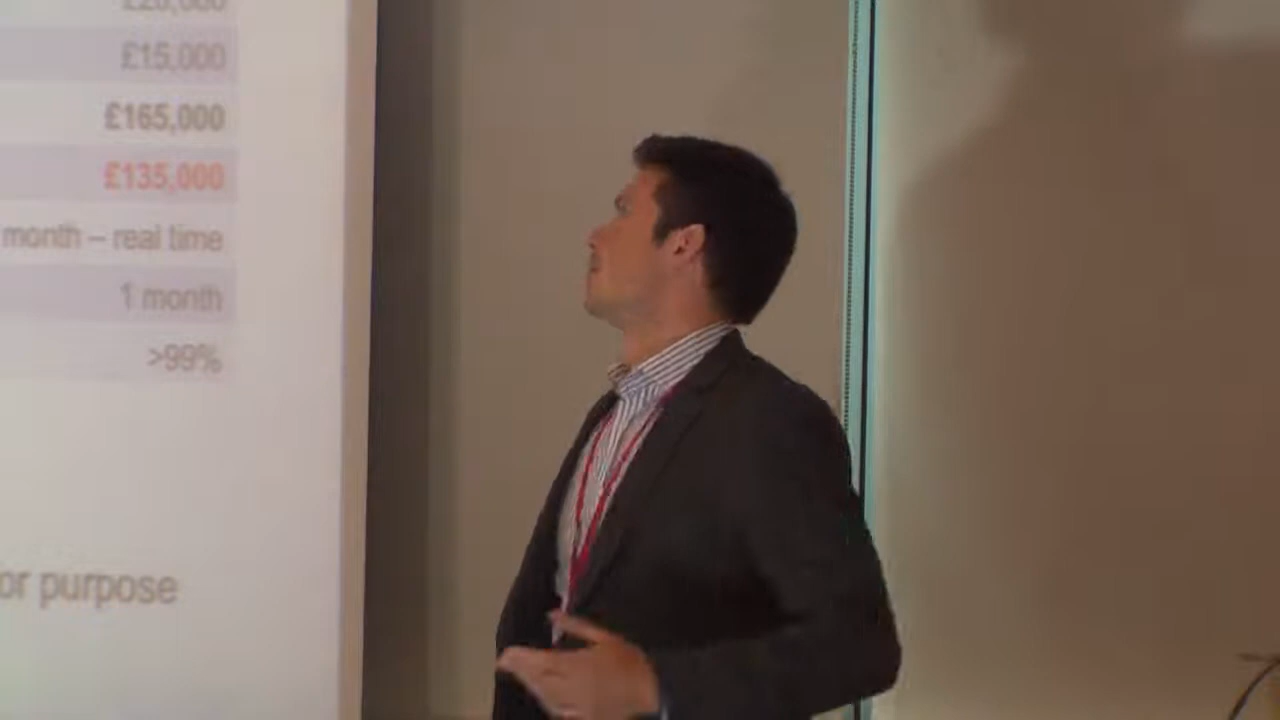 £15,000
£165,000
£135,000
month – real time
1 month
>99%
or purpose